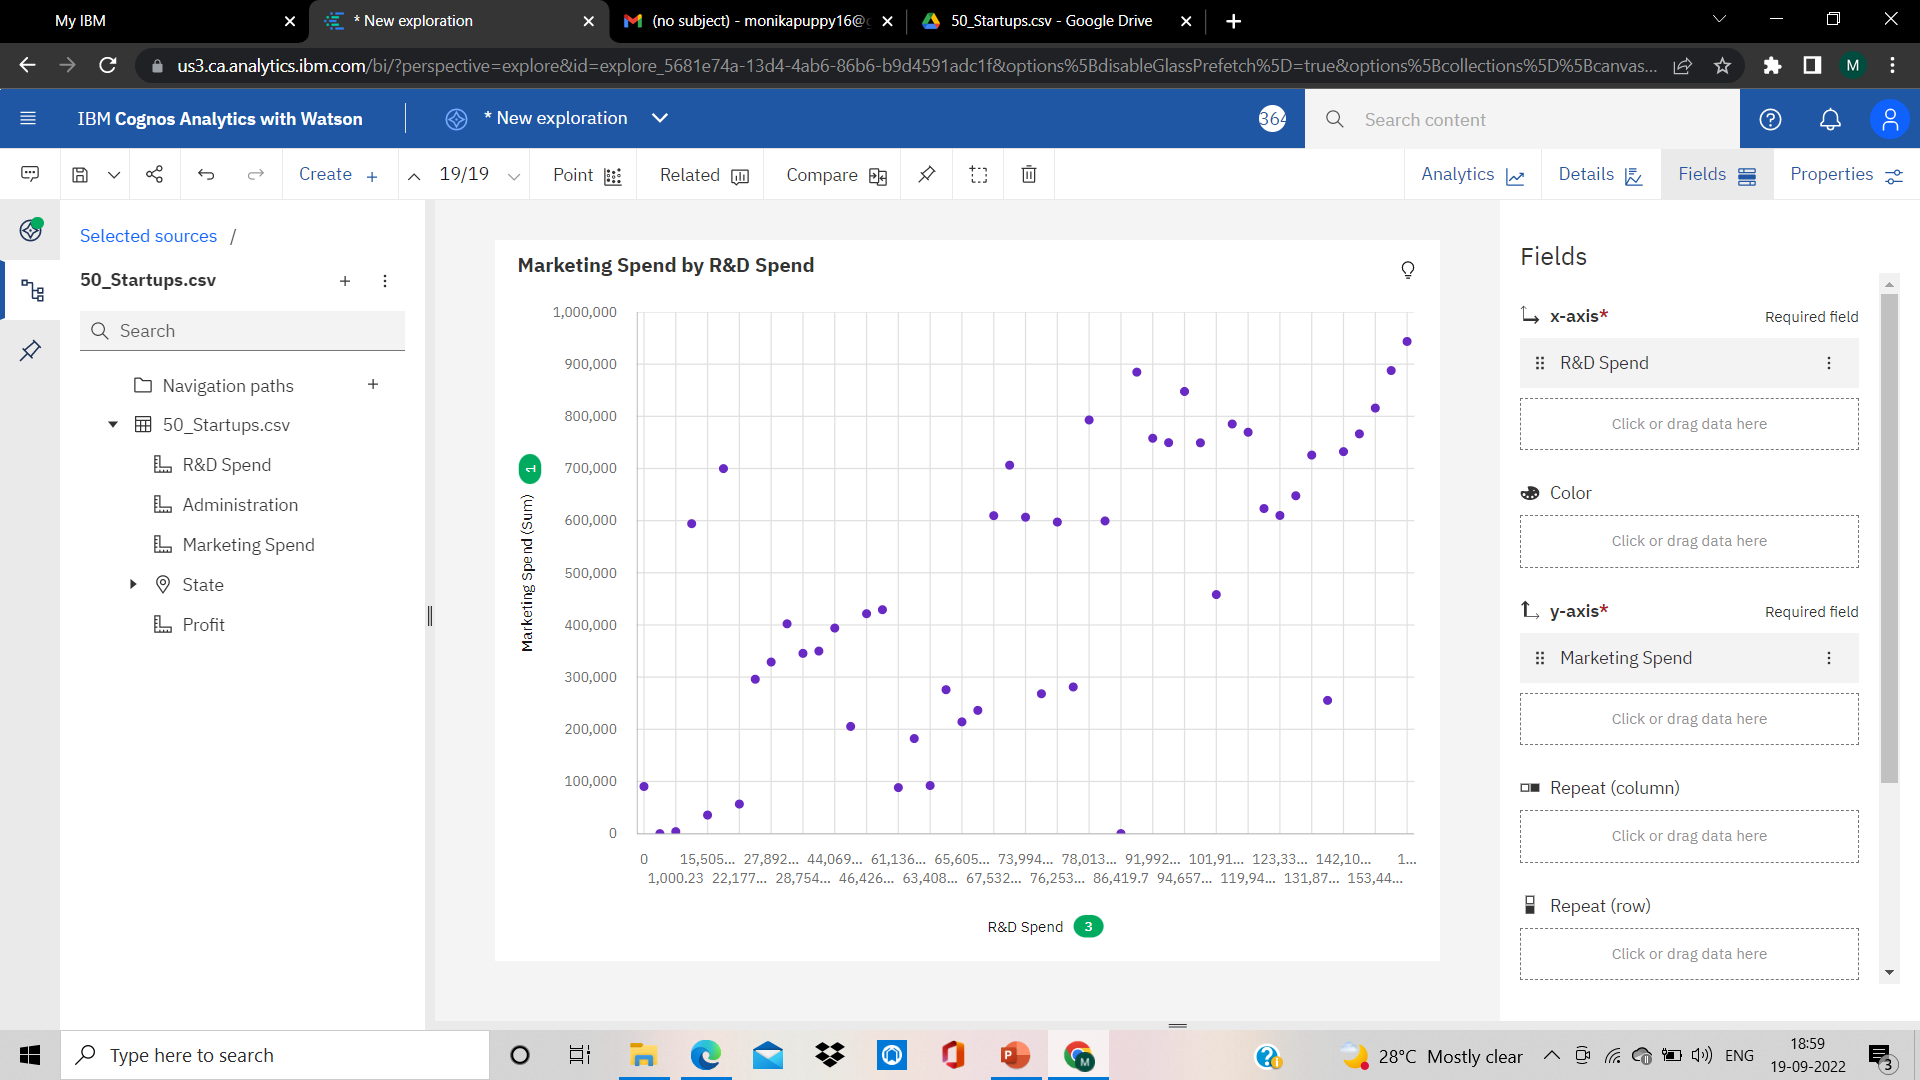 My IBM
* New exploration
(no subject) - monikapuppy16@
50_Startups.csv - Google Drive
us3.ca.analytics.ibm.com/bi/?perspective=explore&id=explore_5681e74a-13d4-4ab6-86b6-b9d4591adc1f&options%5BdisableGlassPrefetch%5D=true&options%5Bcollections%5D%5Bcanvas...
M
IBM Cognos Analytics with Watson
* New exploration
364
Search content
Create
19/19
Point
Related
Compare
Analytics
Details
Fields
Properties
Selected sources /
50_Startups.csv
Search
Navigation paths
50_Startups.csv
R&D Spend
Administration
Marketing Spend
State
Profit
Marketing Spend by R&D Spend
1,000,000
900,000
800,000
700,000
600,000
500,000
400,000
300,000
200,000
100,000
0
Marketing Spend (Sum)
1
0 15,505... 27,892... 44,069... 61,136... 65,605... 73,994... 78,013... 91,992... 101,91... 123,33... 142,10... 1...
1,000.23 22,177... 28,754... 46,426... 63,408... 67,532... 76,253... 86,419.7 94,657... 119,94... 131,87... 153,44...
R&D Spend 3
Fields
x-axis* Required field
R&D Spend
Click or drag data here
Color
Click or drag data here
y-axis* Required field
Marketing Spend
Click or drag data here
Repeat (column)
Click or drag data here
Repeat (row)
Click or drag data here
Type here to search
P
M
28°C Mostly clear
ENG
18:59
19-09-2022
3